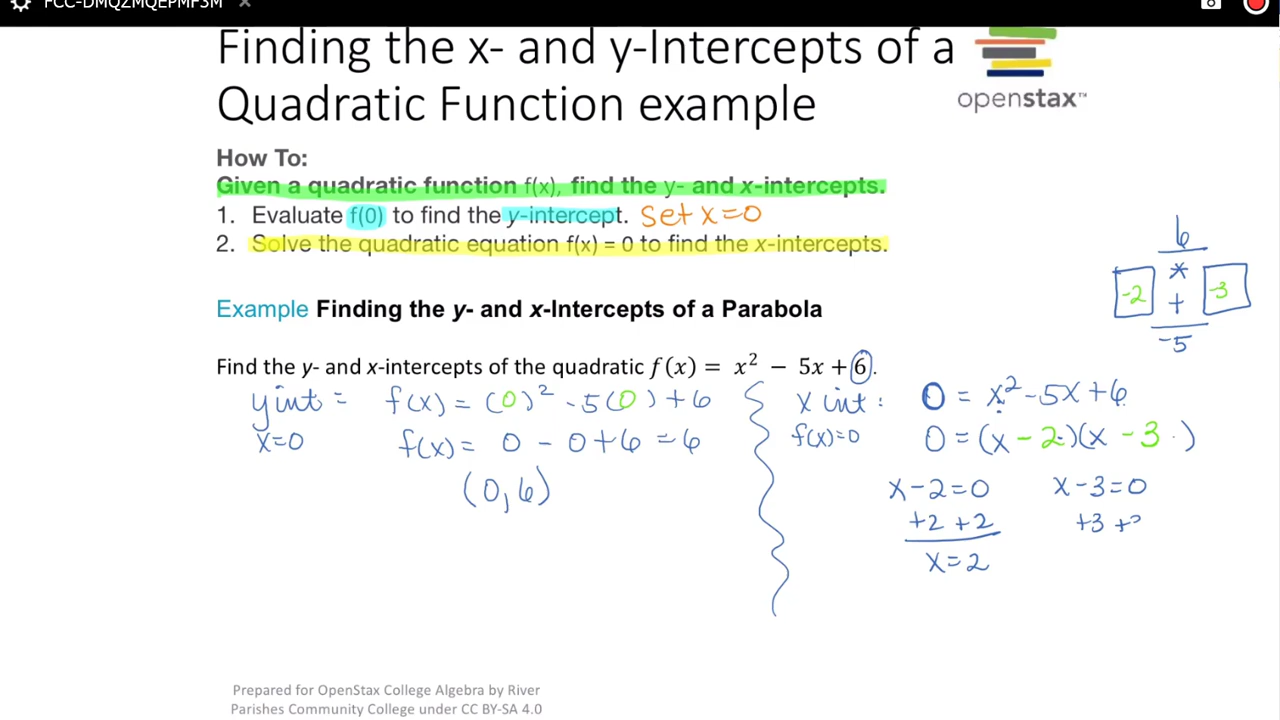 FCC-DMQZMQEPMFSM ×
Finding the x- and y-Intercepts of a
Quadratic Function example
openstax™
How To:
Given a quadratic function f(x), find the y- and x-intercepts.
1. Evaluate f(0) to find the y-intercept. Set x=0
2. Solve the quadratic equation f(x) = 0 to find the x-intercepts.
6
*
-2 -3
+
-5
Example Finding the y- and x-Intercepts of a Parabola
Find the y- and x-intercepts of the quadratic f(x) = x² − 5x + 6.
y int = f(x) = (0)² - 5(0) + 6
x=0 f(x) = 0 - 0 + 6 = 6
(0, 6)
x int : 0 = x² - 5x + 6
f(x)=0 0 = (x - 2)(x - 3)
x-2=0 x-3=0
+2 +2 +3
x=2
Prepared for OpenStax College Algebra by River
Parishes Community College under CC BY-SA 4.0